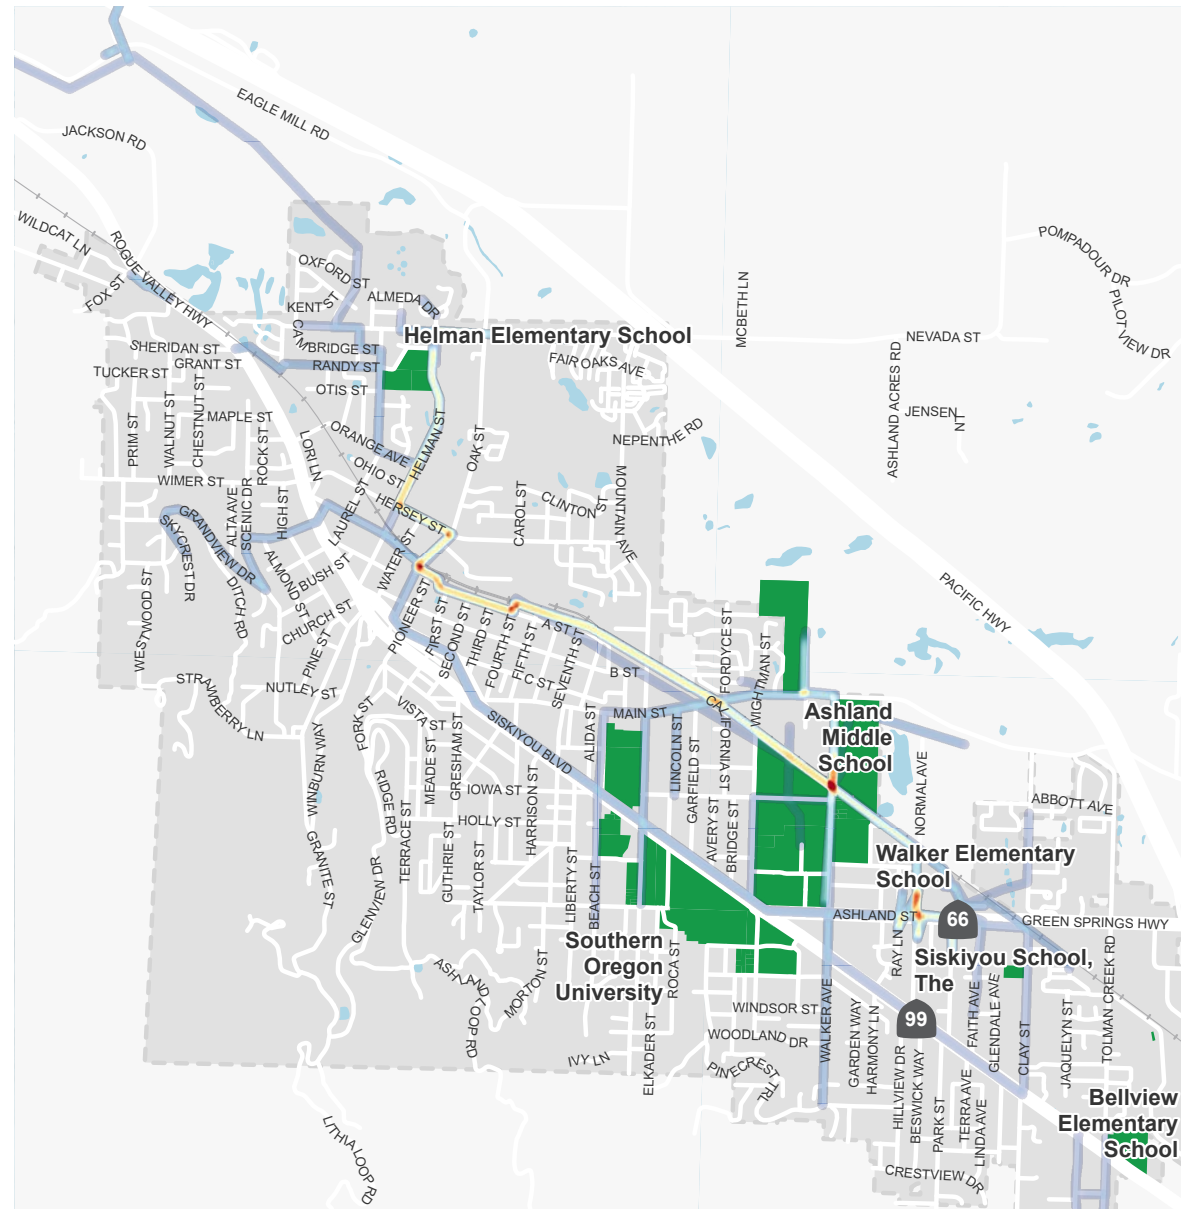 EAGLE MILL RD
JACKSON RD
WILDCAT LN
ROGUE VALLEY HWY
POMPADOUR DR
OXFORD ST
FOX ST
KENT ST
ALMEDA DR
MCBETH LN
PILOT VIEW DR
Helman Elementary School
NEVADA ST
CAMBRIDGE ST
SHERIDAN ST
GRANT ST
RANDY ST
FAIR OAKS AVE
TUCKER ST
OTIS ST
ASHLAND ACRES RD
JENSEN LN
PRIM ST
WALNUT ST
CHESTNUT ST
MAPLE ST
ROCK ST
LORI LN
ORANGE AVE
HELMAN ST
OAK ST
NEPENTHE RD
OHIO ST
WIMER ST
MOUNTAIN AVE
ALTA AVE
SCENIC DR
HIGH ST
LAUREL ST
HERSEY ST
CAROL ST
CLINTON ST
GRANDVIEW DR
SKYCREST DR
WATER ST
ALMOND ST
BUSH ST
DITCH RD
WESTWOOD ST
CHURCH ST
PINE ST
PIONEER ST
FIRST ST
SECOND ST
THIRD ST
FOURTH ST
FIFTH ST
A ST
SEVENTH ST
PACIFIC HWY
B ST
C ST
FORDYCE ST
WIGHTMAN ST
STRAWBERRY LN
NUTLEY ST
FORK ST
VISTA ST
SISKIYOU BLVD
ALIDA ST
MAIN ST
LINCOLN ST
CALIFORNIA ST
Ashland
Middle
School
WINBURN WAY
GRESHAM ST
MEADE ST
RIDGE RD
GARFIELD ST
NORMAL AVE
IOWA ST
HARRISON ST
HOLLY ST
AVERY ST
BRIDGE ST
ABBOTT AVE
GRANITE ST
TERRACE ST
GUTHRIE ST
TAYLOR ST
LIBERTY ST
BEACH ST
Walker Elementary
School
GLENVIEW DR
ASHLAND ST
66
GREEN SPRINGS HWY
Southern
Oregon
University
ROCA ST
RAY LN
Siskiyou School,
The
TOLMAN CREEK RD
ASHLAND LOOP RD
MORTON ST
WINDSOR ST
WALKER AVE
GARDEN WAY
HARMONY LN
99
FAITH AVE
GLENDALE AVE
CLAY ST
JAQUELYN ST
WOODLAND DR
IVY LN
ELKADER ST
PINECREST TRL
HILLVIEW DR
BESWICK WAY
PARK ST
TERRA AVE
LINDA AVE
Bellview
Elementary
School
LITHIA LOOP RD
CRESTVIEW DR